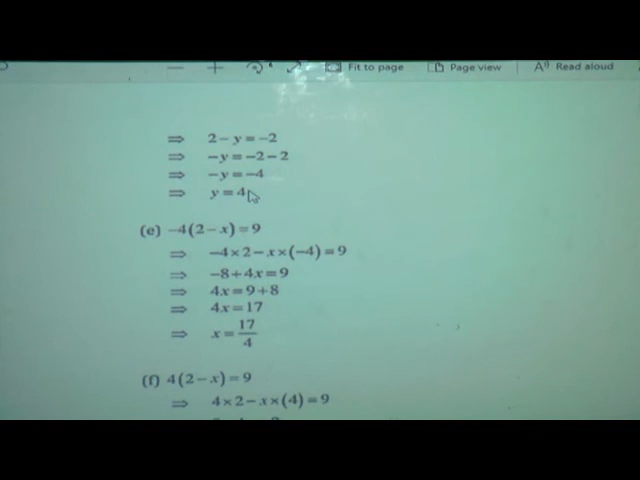 Fit to page Page view Read aloud
⇒ 2 – y = –2
⇒ –y = –2 – 2
⇒ –y = –4
⇒ y = 4
(e) –4(2 – x) = 9
⇒ –4 × 2 – x × (–4) = 9
⇒ –8 + 4x = 9
⇒ 4x = 9 + 8
⇒ 4x = 17
⇒ x = 17/4
(f) 4(2 – x) = 9
⇒ 4 × 2 – x × (4) = 9